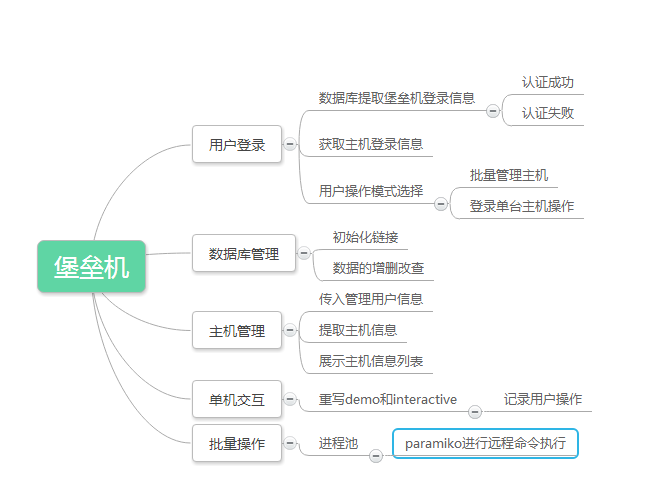 堡垒机
用户登录
数据库提取堡垒机登录信息
认证成功
认证失败
获取主机登录信息
用户操作模式选择
批量管理主机
登录单台主机操作
数据库管理
初始化链接
数据的增删改查
主机管理
传入管理用户信息
提取主机信息
展示主机信息列表
单机交互
重写demo和interactive
记录用户操作
批量操作
进程池
paramiko进行远程命令执行